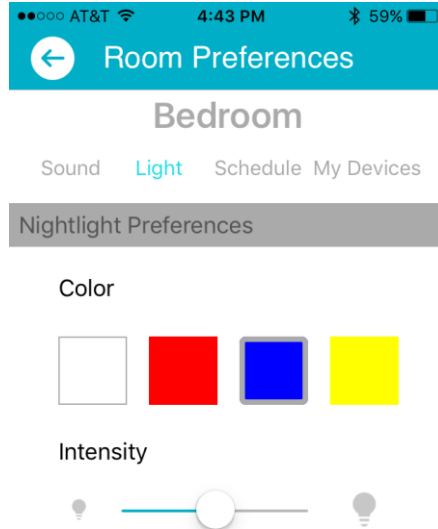 AT&T 4:43 PM 59%
Room Preferences
Bedroom
Sound Light Schedule My Devices
Nightlight Preferences
Color
Intensity